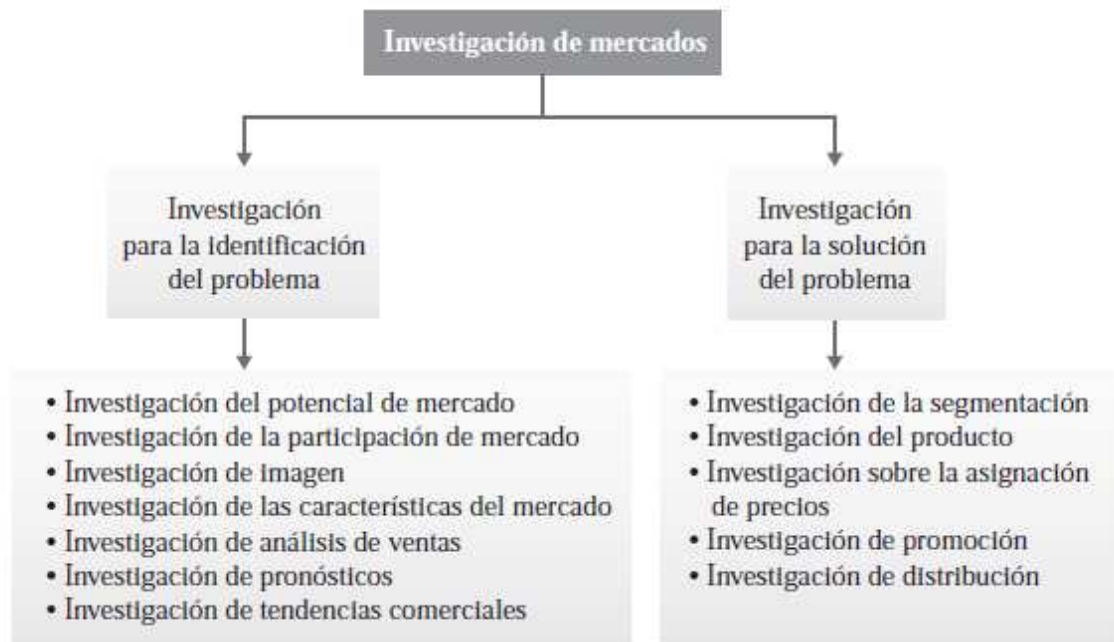 Investigación de mercados
Investigación
para la identificación
del problema
Investigación
para la solución
del problema
• Investigación del potencial de mercado
• Investigación de la participación de mercado
• Investigación de imagen
• Investigación de las características del mercado
• Investigación de análisis de ventas
• Investigación de pronósticos
• Investigación de tendencias comerciales
• Investigación de la segmentación
• Investigación del producto
• Investigación sobre la asignación
de precios
• Investigación de promoción
• Investigación de distribución